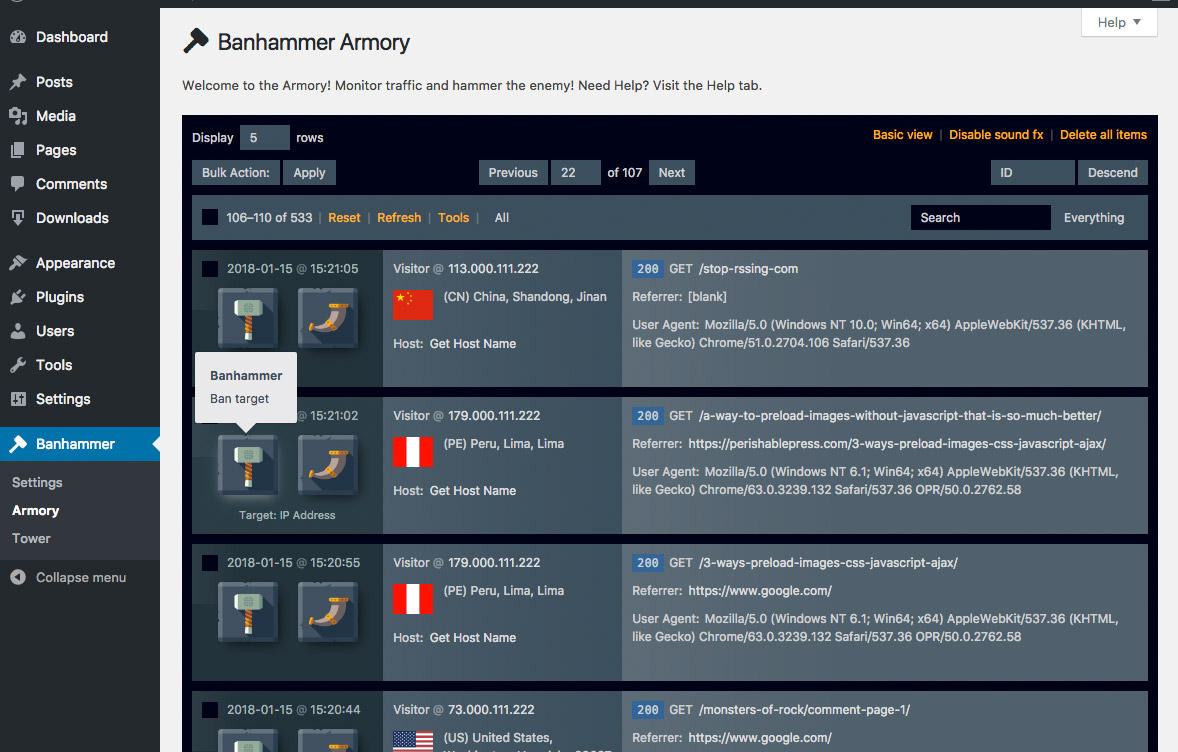 Dashboard
Posts
Media
Pages
Comments
Downloads
Appearance
Plugins
Users
Tools
Settings
Banhammer
Settings
Armory
Tower
Collapse menu
Help ▼
Banhammer Armory
Welcome to the Armory! Monitor traffic and hammer the enemy! Need Help? Visit the Help tab.
Display 5 rows
Basic view | Disable sound fx | Delete all items
Bulk Action: Apply Previous 22 of 107 Next ID Descend
106–110 of 533 | Reset | Refresh | Tools | All Search Everything
2018-01-15 @ 15:21:05
Visitor @ 113.000.111.222
(CN) China, Shandong, Jinan
Host: Get Host Name
200 GET /stop-rssing-com
Referrer: [blank]
User Agent: Mozilla/5.0 (Windows NT 10.0; Win64; x64) AppleWebKit/537.36 (KHTML,
like Gecko) Chrome/51.0.2704.106 Safari/537.36
Banhammer
Ban target
@ 15:21:02
Target: IP Address
Visitor @ 179.000.111.222
(PE) Peru, Lima, Lima
Host: Get Host Name
200 GET /a-way-to-preload-images-without-javascript-that-is-so-much-better/
Referrer: https://perishablepress.com/3-ways-preload-images-css-javascript-ajax/
User Agent: Mozilla/5.0 (Windows NT 6.1; Win64; x64) AppleWebKit/537.36 (KHTML,
like Gecko) Chrome/63.0.3239.132 Safari/537.36 OPR/50.0.2762.58
2018-01-15 @ 15:20:55
Visitor @ 179.000.111.222
(PE) Peru, Lima, Lima
Host: Get Host Name
200 GET /3-ways-preload-images-css-javascript-ajax/
Referrer: https://www.google.com/
User Agent: Mozilla/5.0 (Windows NT 6.1; Win64; x64) AppleWebKit/537.36 (KHTML,
like Gecko) Chrome/63.0.3239.132 Safari/537.36 OPR/50.0.2762.58
2018-01-15 @ 15:20:44
Visitor @ 73.000.111.222
(US) United States,
200 GET /monsters-of-rock/comment-page-1/
Referrer: https://www.google.com/